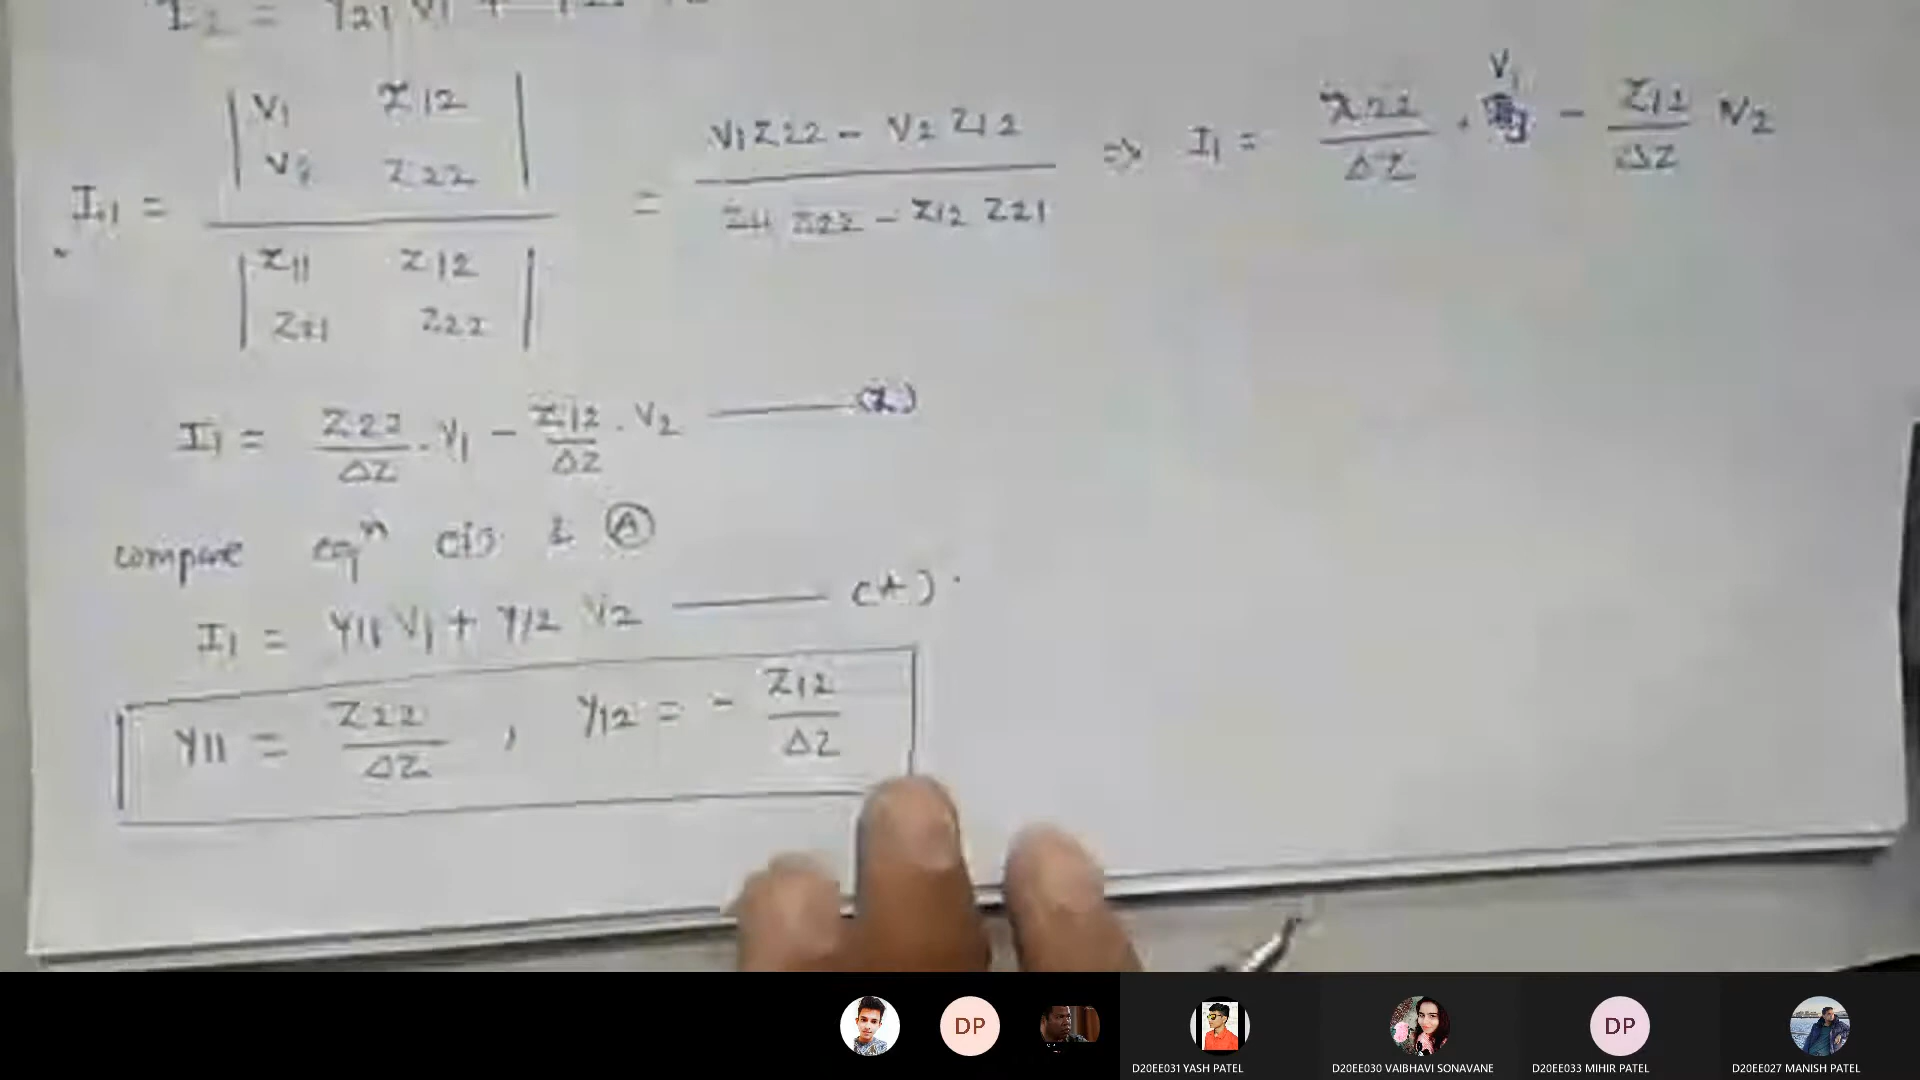 I2 = Y21 V1 +
| V1 Z12 |
| V2 Z22 |
I1 = = V1 Z22 - V2 Z12 => I1 = Z22 . V1 - Z12 V2
Z11 Z22 - Z12 Z21 ΔZ ΔZ
| Z11 Z12 |
| Z21 Z22 |
I1 = Z22 . V1 - Z12 . V2
ΔZ ΔZ
compare eqn & (A)
I1 = Y11 V1 + Y12 V2 (A)
Y11 = Z22 , Y12 = - Z12
ΔZ ΔZ
DP
D20EE031 YASH PATEL
D20EE030 VAIBHAVI SONAVANE
DP
D20EE033 MIHIR PATEL
D20EE027 MANISH PATEL